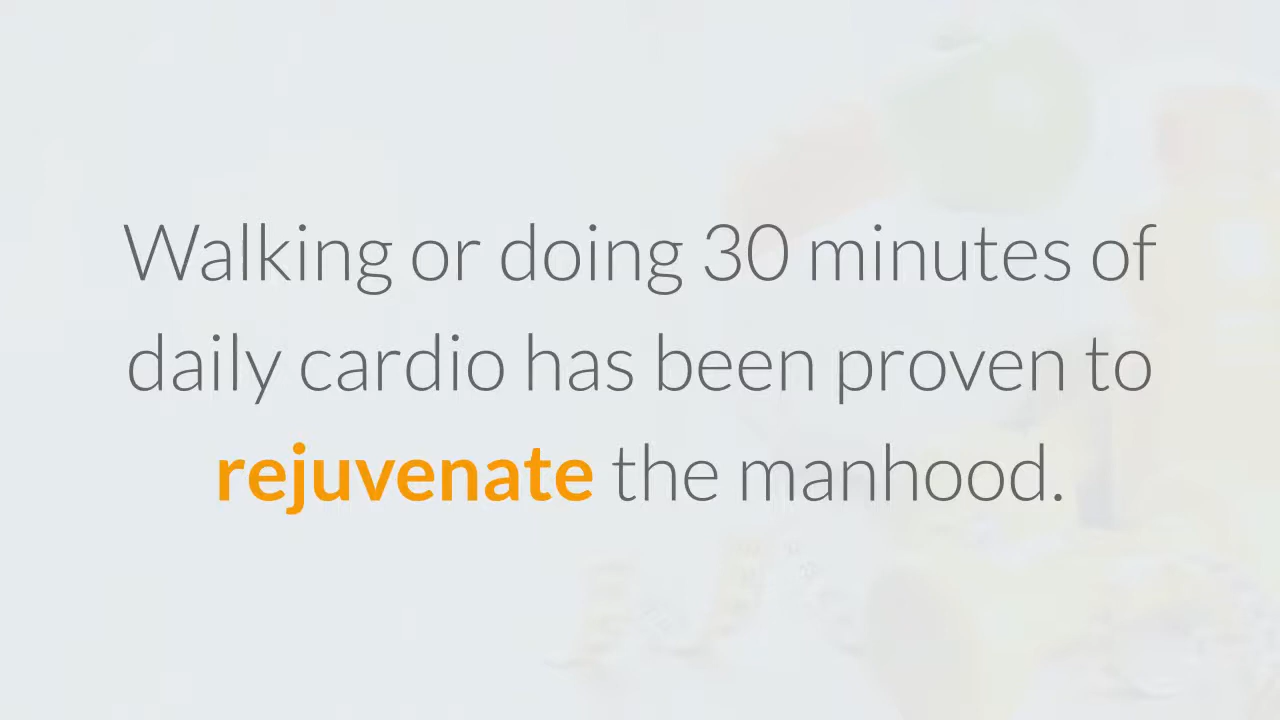 Walking or doing 30 minutes of
daily cardio has been proven to
rejuvenate the manhood.